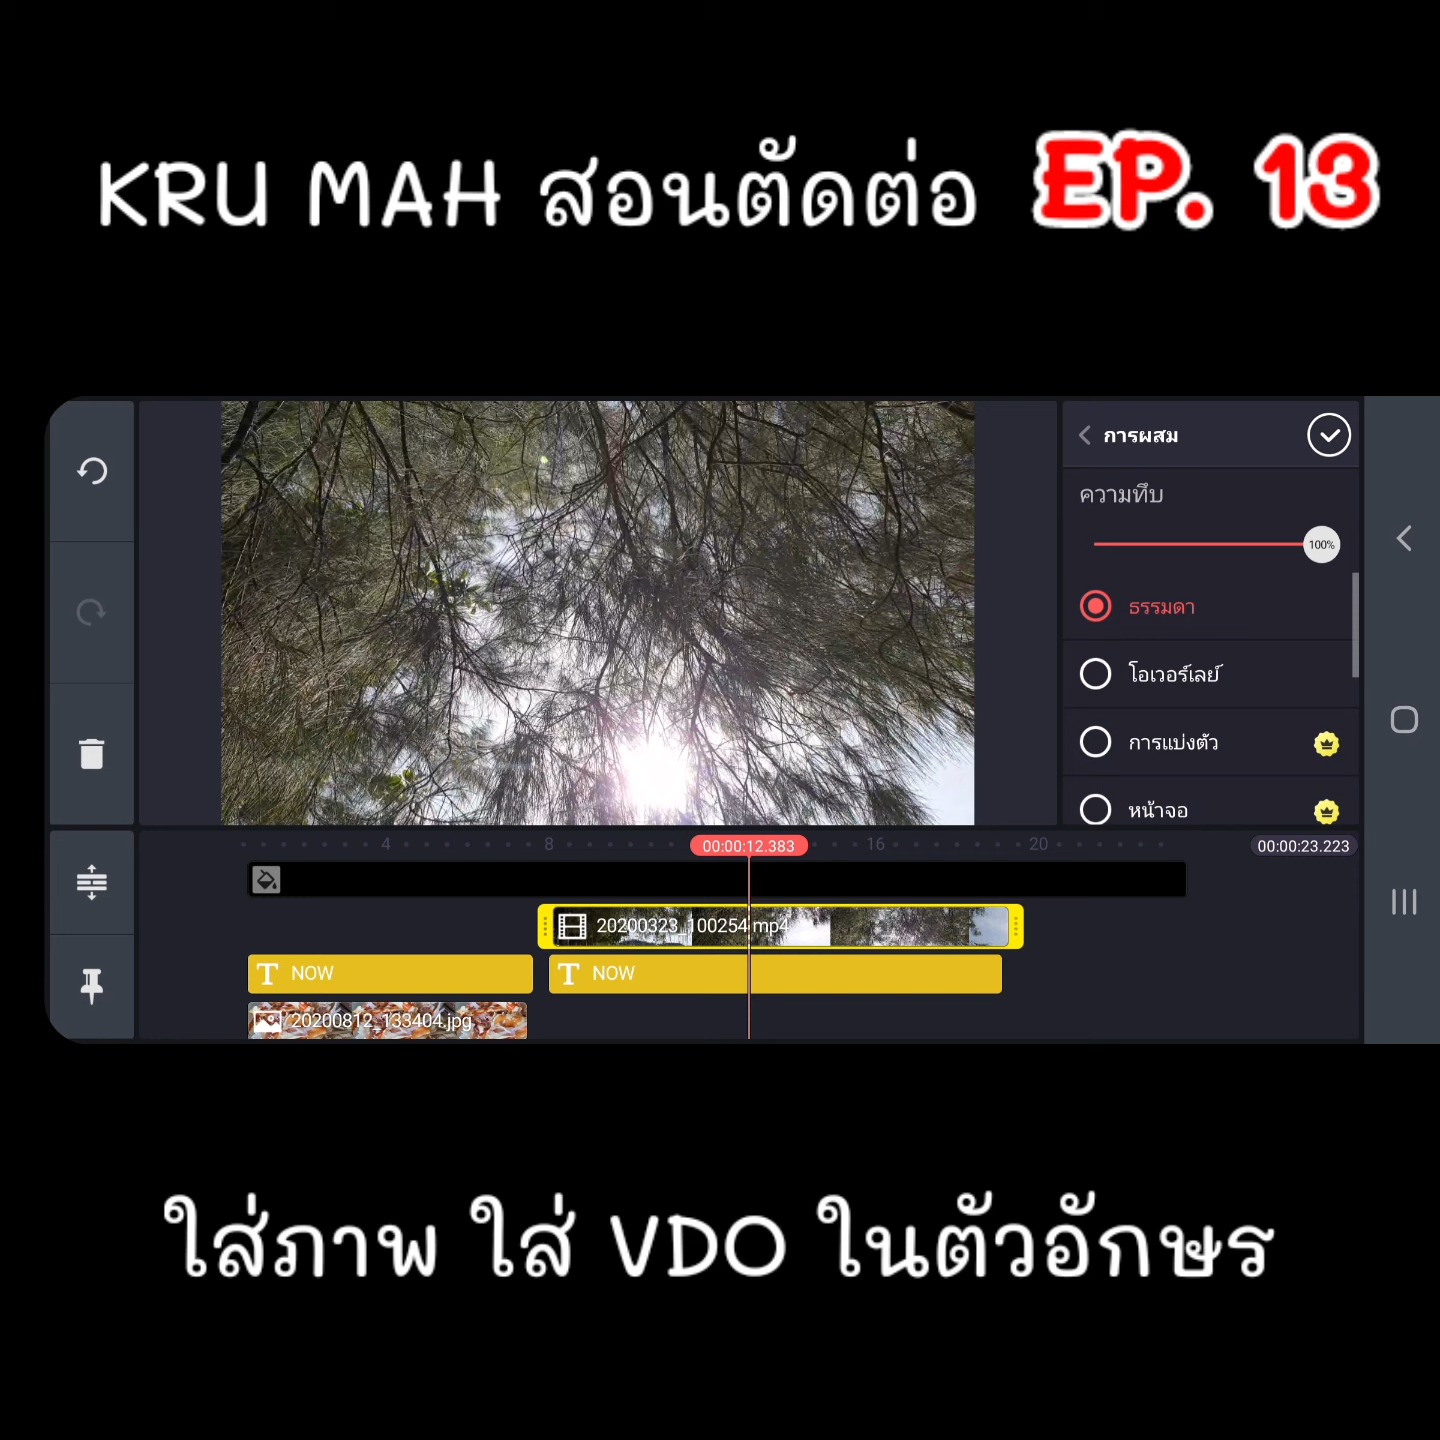 KRU MAH สอนตัดต่อ EP. 13
การผสม
ความทึบ
100%
ธรรมดา
โอเวอร์เลย์
การแบ่งตัว
หน้าจอ
4 8 00:00:12.383 16 20 00:00:23.223
20200323_100254.mp4
T NOW T NOW
20200812_133404.jpg
ใส่ภาพ ใส่ VDO ในตัวอักษร